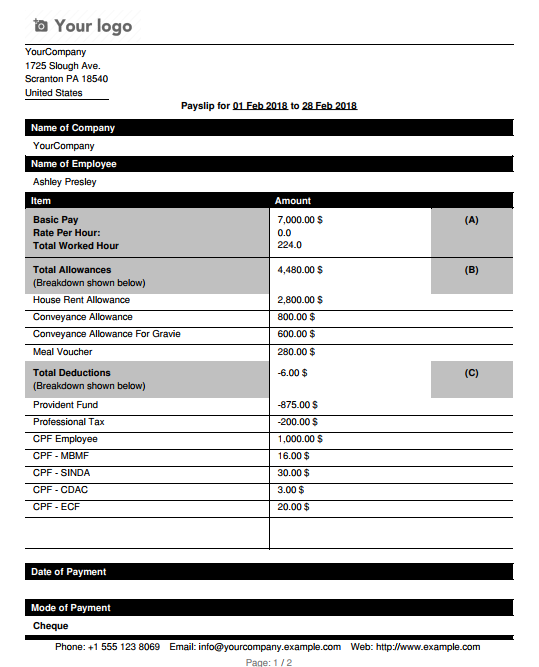 Your logo
YourCompany
1725 Slough Ave.
Scranton PA 18540
United States
Payslip for 01 Feb 2018 to 28 Feb 2018
Name of Company
YourCompany
Name of Employee
Ashley Presley
Item Amount
Basic Pay 7,000.00 $ (A)
Rate Per Hour: 0.0
Total Worked Hour 224.0
Total Allowances 4,480.00 $ (B)
(Breakdown shown below)
House Rent Allowance 2,800.00 $
Conveyance Allowance 800.00 $
Conveyance Allowance For Gravie 600.00 $
Meal Voucher 280.00 $
Total Deductions -6.00 $ (C)
(Breakdown shown below)
Provident Fund -875.00 $
Professional Tax -200.00 $
CPF Employee 1,000.00 $
CPF - MBMF 16.00 $
CPF - SINDA 30.00 $
CPF - CDAC 3.00 $
CPF - ECF 20.00 $
Date of Payment
Mode of Payment
Cheque
Phone: +1 555 123 8069 Email: info@yourcompany.example.com Web: http://www.example.com
Page: 1 / 2